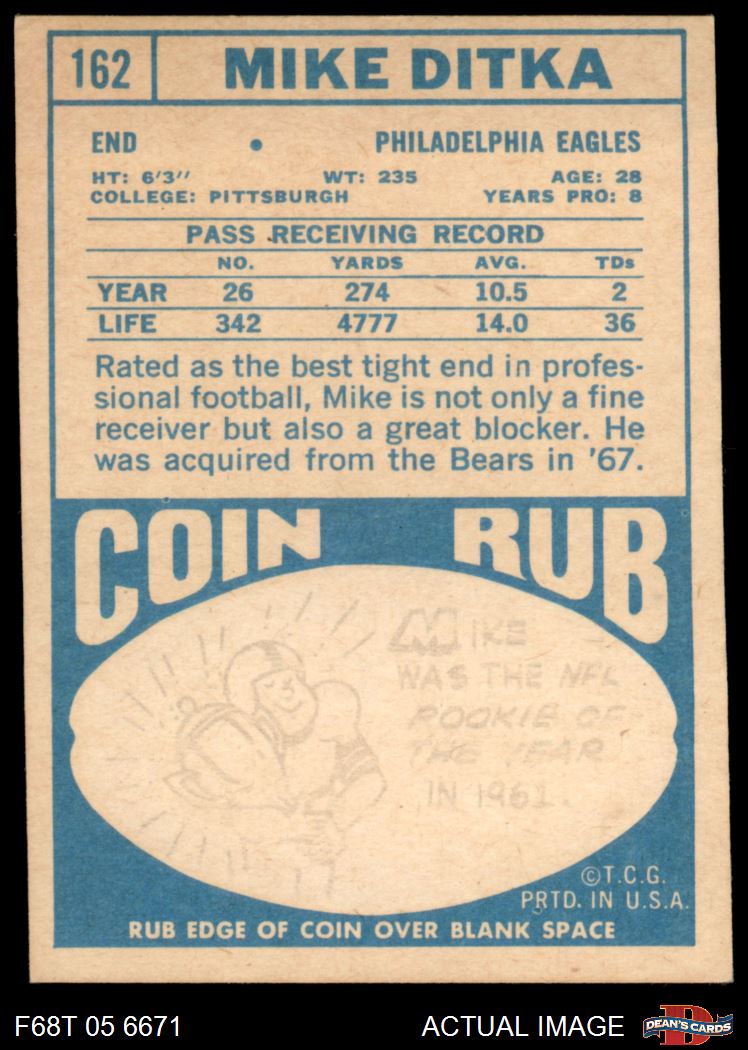 162 MIKE DITKA
END • PHILADELPHIA EAGLES
HT: 6'3" WT: 235 AGE: 28
COLLEGE: PITTSBURGH YEARS PRO: 8
PASS RECEIVING RECORD
NO. YARDS AVG. TDs
YEAR 26 274 10.5 2
LIFE 342 4777 14.0 36
Rated as the best tight end in profes-
sional football, Mike is not only a fine
receiver but also a great blocker. He
was acquired from the Bears in '67.
COIN RUB
MIKE
WAS THE NFL
ROOKIE OF
THE YEAR
IN 1961.
©T.C.G.
PRTD. IN U.S.A.
RUB EDGE OF COIN OVER BLANK SPACE
F68T 05 6671 ACTUAL IMAGE DEAN'S CARDS